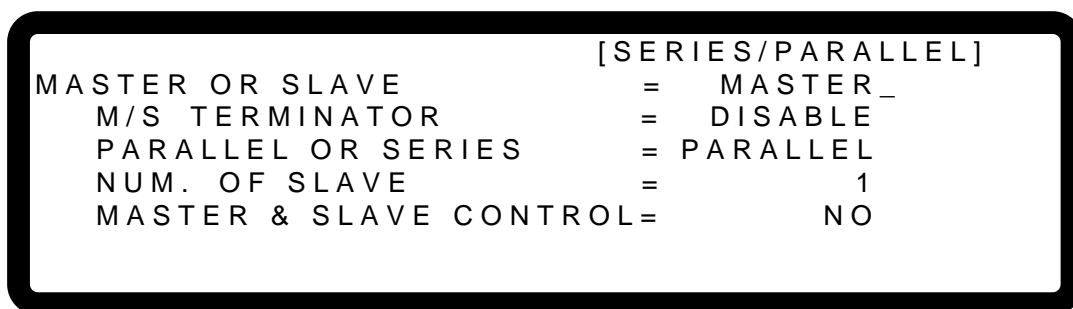 [SERIES/PARALLEL]
MASTER OR SLAVE = MASTER_
M/S TERMINATOR = DISABLE
PARALLEL OR SERIES = PARALLEL
NUM. OF SLAVE = 1
MASTER & SLAVE CONTROL= NO